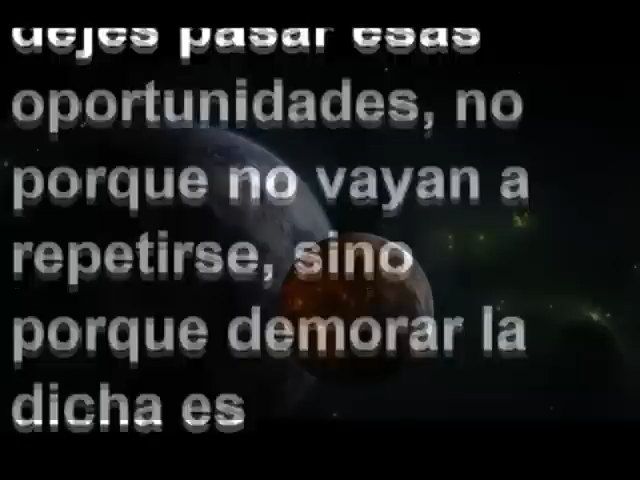 dejes pasar esas
oportunidades, no
porque no vayan a
repetirse, sino
porque demorar la
dicha es